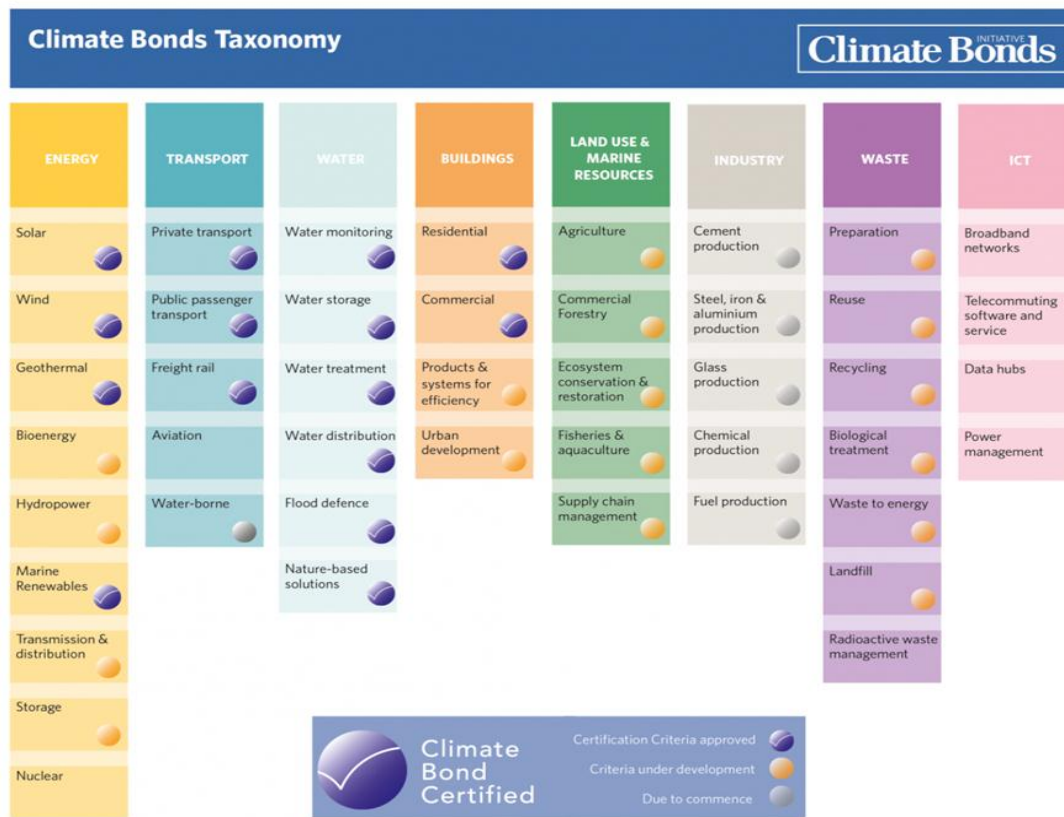 Climate Bonds Taxonomy
Climate Bonds
INITIATIVE
ENERGY
Solar
Wind
Geothermal
Bioenergy
Hydropower
Marine
Renewables
Transmission &
distribution
Storage
Nuclear
TRANSPORT
Private transport
Public passenger
transport
Freight rail
Aviation
Water-borne
WATER
Water monitoring
Water storage
Water treatment
Water distribution
Flood defence
Nature-based
solutions
BUILDINGS
Residential
Commercial
Products &
systems for
efficiency
Urban
development
LAND USE &
MARINE
RESOURCES
Agriculture
Commercial
Forestry
Ecosystem
conservation &
restoration
Fisheries &
aquaculture
Supply chain
management
INDUSTRY
Cement
production
Steel, iron &
aluminium
production
Glass
production
Chemical
production
Fuel production
WASTE
Preparation
Reuse
Recycling
Biological
treatment
Waste to energy
Landfill
Radioactive waste
management
ICT
Broadband
networks
Telecommuting
software and
service
Data hubs
Power
management
Climate
Bond
Certified
Certification Criteria approved
Criteria under development
Due to commence